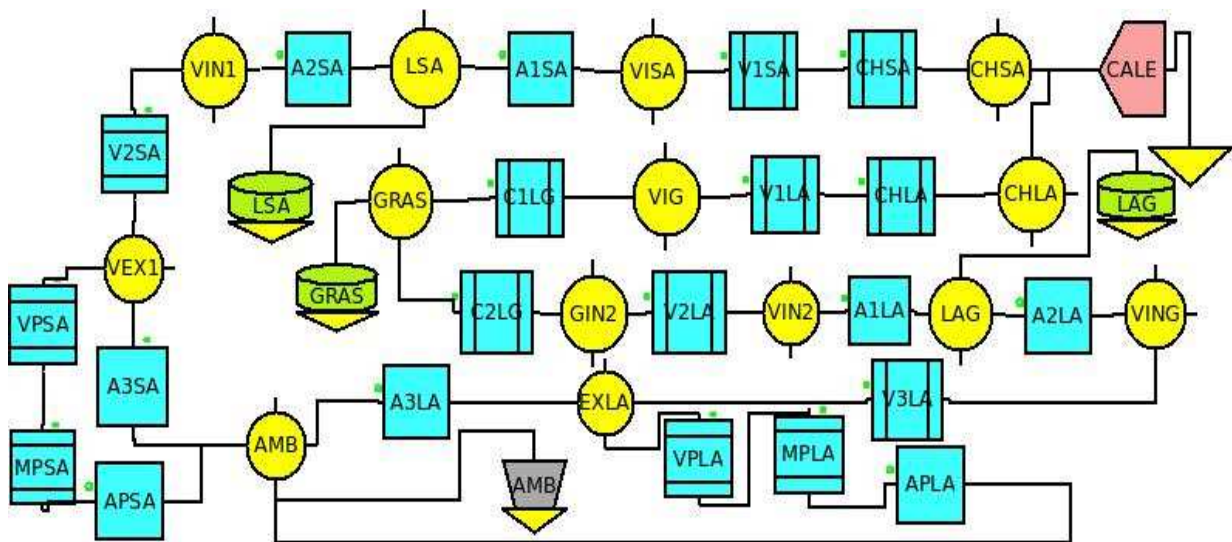 VIN1 A2SA LSA A1SA VISA V1SA CHSA CHSA CALE
V2SA
LSA GRAS C1LG VIG V1LA CHLA CHLA LAG
VEX1
GRAS
VPSA C2LG GIN2 V2LA VIN2 A1LA LAG A2LA VING
A3SA A3LA EXLA V3LA
AMB
MPSA VPLA MPLA
APSA AMB APLA